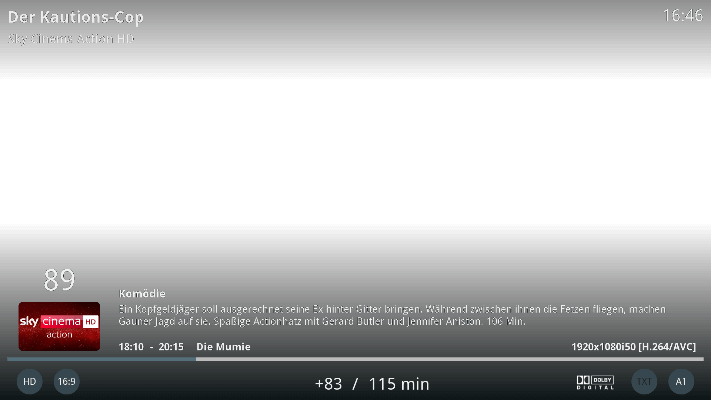 Der Kautions-Cop
16:46
Sky Cinema Action HD
89
Komödie
Ein Kopfgeldjäger soll ausgerechnet seine Ex hinter Gitter bringen. Während zwischen ihnen die Fetzen fliegen, machen
Gauner Jagd auf sie. Spaßige Actionhatz mit Gerard Butler und Jennifer Aniston. 106 Min.
sky cinema HD
action
18:10 - 20:15 Die Mumie
1920x1080i50 [H.264/AVC]
HD
16:9
+83 / 115 min
DOLBY
DIGITAL
TXT
A1